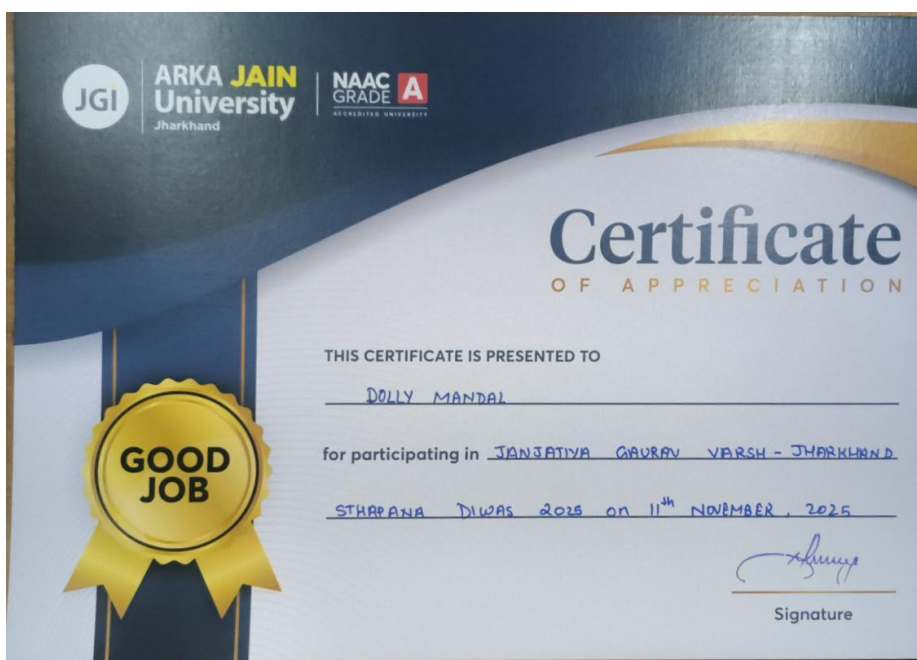 JGi
ARKA JAIN
University
Jharkhand
NAAC
GRADE A
ACCREDITED UNIVERSITY
Certificate
OF APPRECIATION
THIS CERTIFICATE IS PRESENTED TO
DOLLY MANDAL
for participating in JANJATIYA GAURAV VARSH - JHARKHAND
STHAPANA DIWAS 2025 on 11th NOVEMBER, 2025
GOOD
JOB
Signature